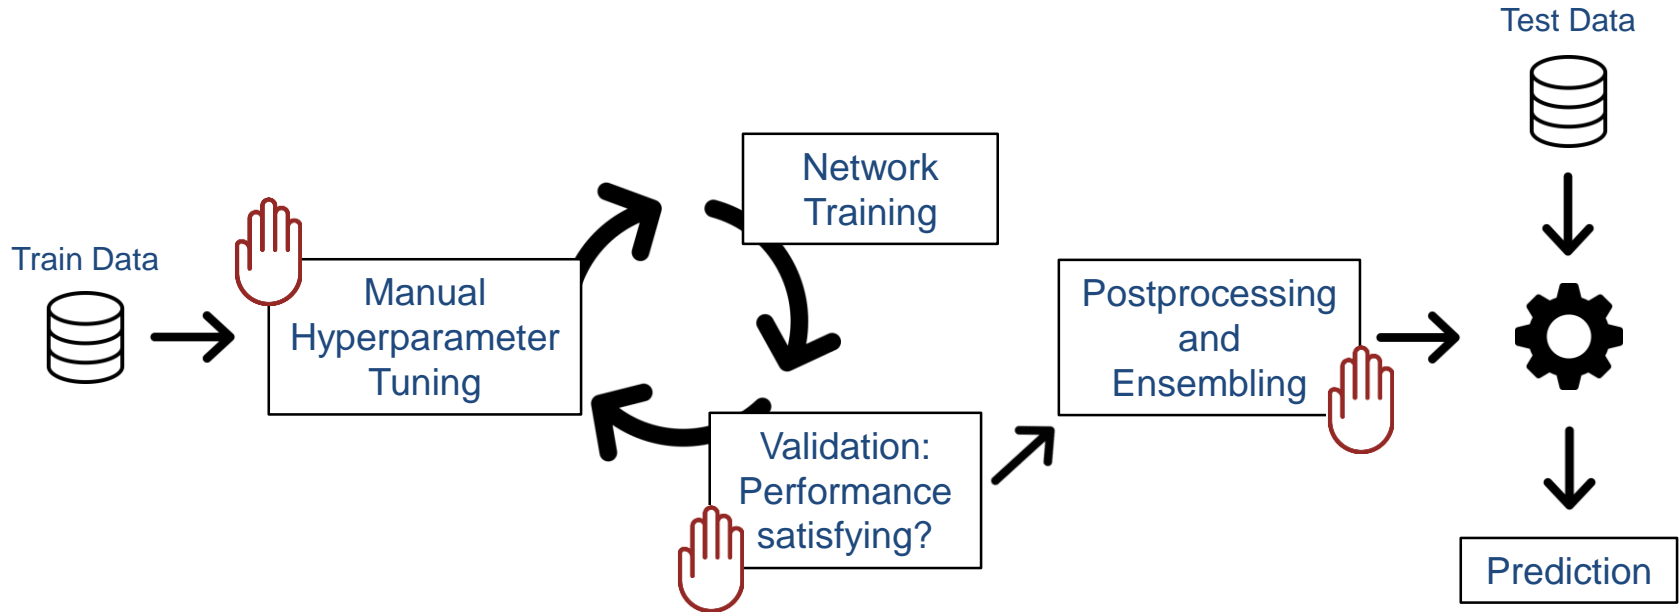 Train Data
Manual
Hyperparameter
Tuning
Network
Training
Validation:
Performance
satisfying?
Postprocessing
and
Ensembling
Test Data
Prediction